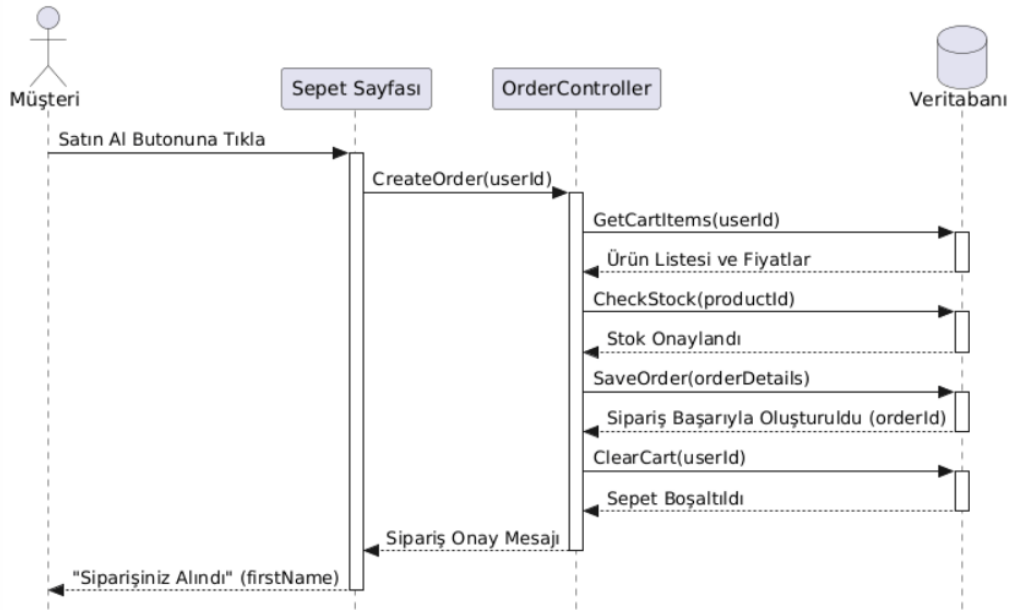 Müşteri
Sepet Sayfası
OrderController
Veritabanı
Satın Al Butonuna Tıkla
CreateOrder(userId)
GetCartItems(userId)
Ürün Listesi ve Fiyatlar
CheckStock(productId)
Stok Onaylandı
SaveOrder(orderDetails)
Sipariş Başarıyla Oluşturuldu (orderId)
ClearCart(userId)
Sepet Boşaltıldı
Sipariş Onay Mesajı
"Siparişiniz Alındı" (firstName)